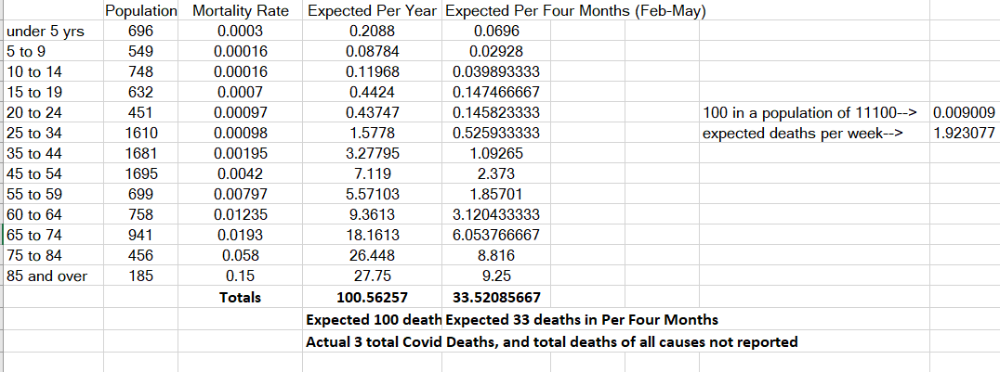 Population Mortality Rate Expected Per Year Expected Per Four Months (Feb-May)
under 5 yrs 696 0.0003 0.2088 0.0696
5 to 9 549 0.00016 0.08784 0.02928
10 to 14 748 0.00016 0.11968 0.039893333
15 to 19 632 0.0007 0.4424 0.147466667
20 to 24 451 0.00097 0.43747 0.145823333 100 in a population of 11100--> 0.009009
25 to 34 1610 0.00098 1.5778 0.525933333 expected deaths per week--> 1.923077
35 to 44 1681 0.00195 3.27795 1.09265
45 to 54 1695 0.0042 7.119 2.373
55 to 59 699 0.00797 5.57103 1.85701
60 to 64 758 0.01235 9.3613 3.120433333
65 to 74 941 0.0193 18.1613 6.053766667
75 to 84 456 0.058 26.448 8.816
85 and over 185 0.15 27.75 9.25
Totals 100.56257 33.52085667
Expected 100 death Expected 33 deaths in Per Four Months
Actual 3 total Covid Deaths, and total deaths of all causes not reported